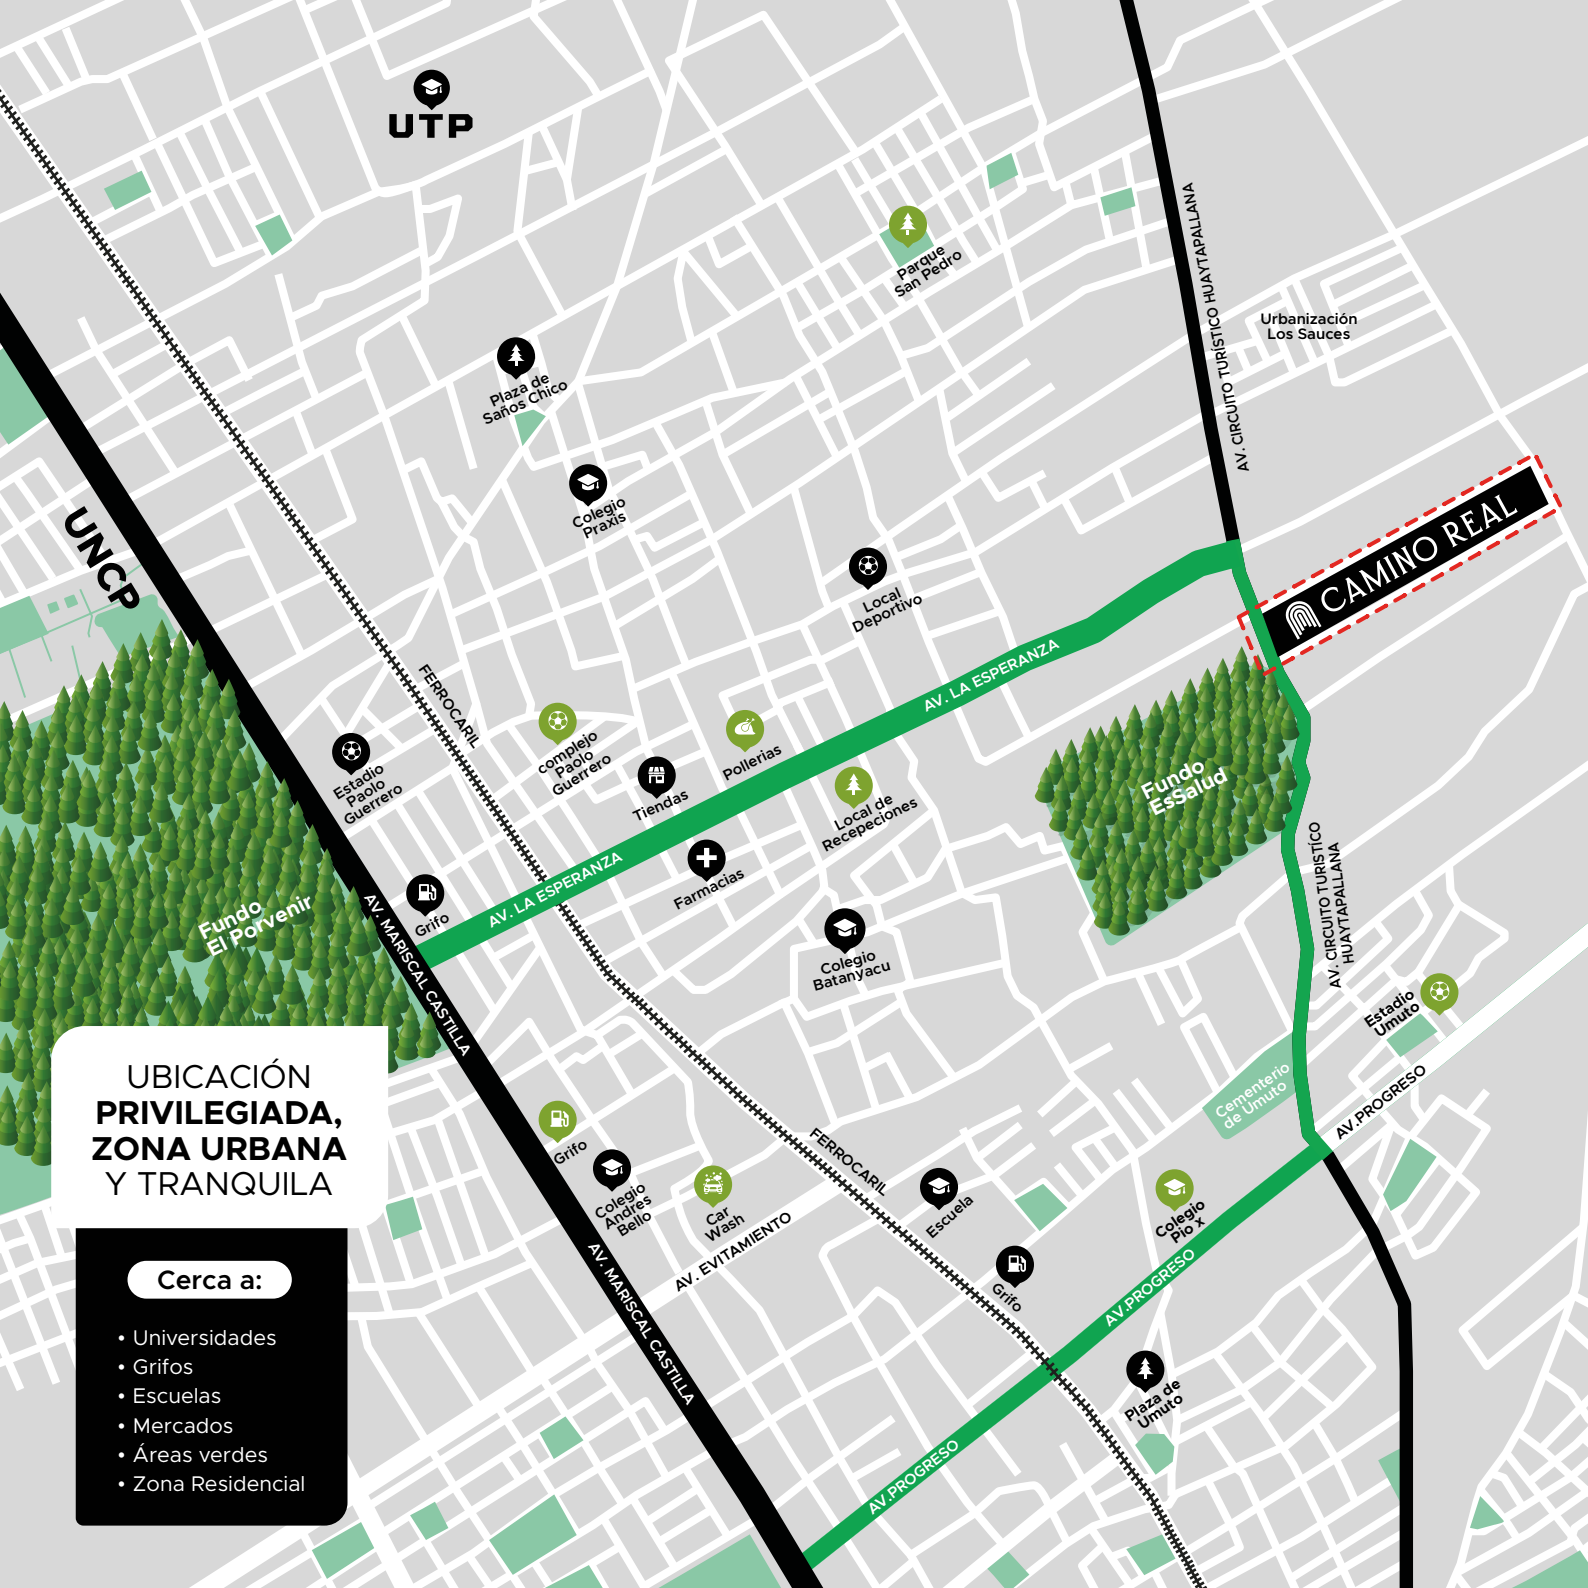 UTP
Parque
San Pedro
AV. CIRCUITO TURÍSTICO HUAYTAPALLANA
Urbanización
Los Sauces
Plaza de
Saños Chico
Colegio
Praxis
UNCP
CAMINO REAL
Local
Deportivo
FERROCARIL
AV. LA ESPERANZA
Estadio
Paolo
Guerrero
complejo
Paolo
Guerrero
Tiendas
Pollerias
Local de
Recepeciones
Fundo
EsSalud
Farmacias
AV. LA ESPERANZA
Grifo
Fundo
El Porvenir
AV. MARISCAL CASTILLA
Colegio
Batanyacu
AV. CIRCUITO TURISTÍCO
HUAYTAPALLANA
Estadio
Umuto
Cementerio
de Umuto
AV.PROGRESO
UBICACIÓN
PRIVILEGIADA,
ZONA URBANA
Y TRANQUILA
Grifo
Colegio
Andres
Bello
Car
Wash
AV. EVITAMIENTO
FERROCARIL
Escuela
Grifo
Colegio
Pio x
AV.PROGRESO
AV. MARISCAL CASTILLA
Plaza de
Umuto
AV.PROGRESO
Cerca a:
• Universidades
• Grifos
• Escuelas
• Mercados
• Áreas verdes
• Zona Residencial